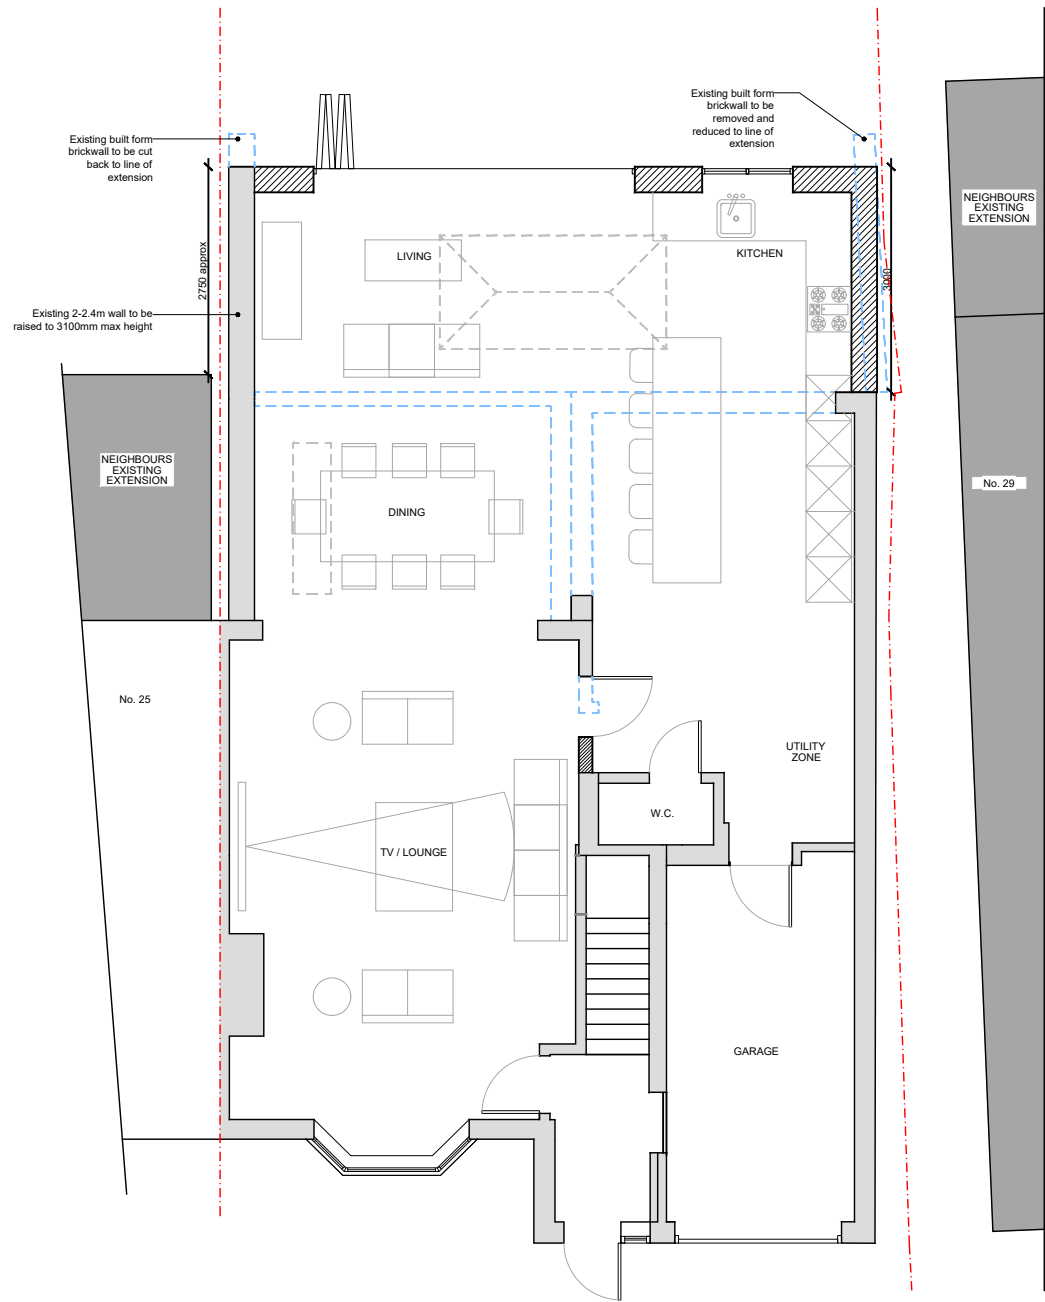 Existing built form
brickwall to be
removed and
reduced to line of
extension
Existing built form
brickwall to be cut
back to line of
extension
NEIGHBOURS
EXISTING
EXTENSION
LIVING
KITCHEN
2750 approx
3000
Existing 2-2.4m wall to be
raised to 3100mm max height
NEIGHBOURS
EXISTING
EXTENSION
No. 29
DINING
No. 25
UTILITY
ZONE
W.C.
TV / LOUNGE
GARAGE